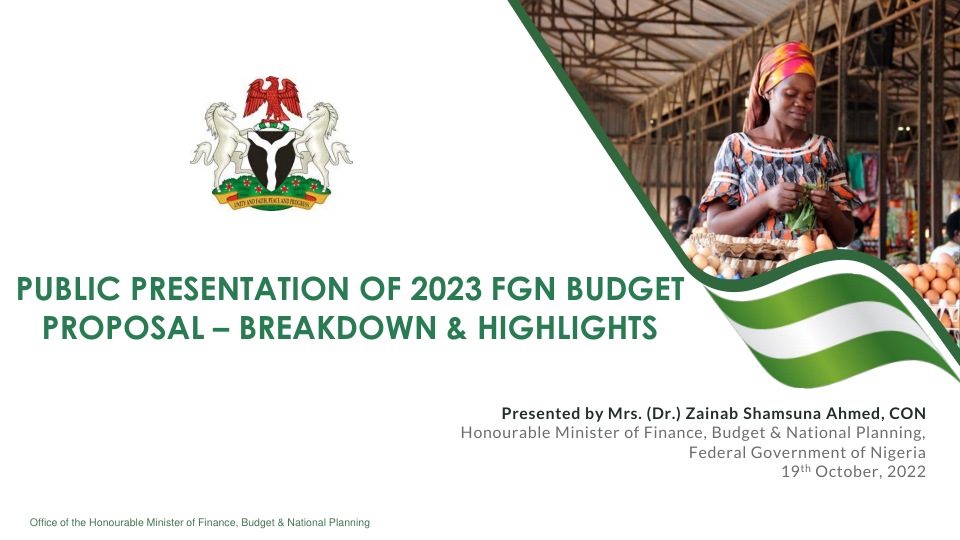 UNITY AND FAITH, PEACE AND PROGRESS
PUBLIC PRESENTATION OF 2023 FGN BUDGET
PROPOSAL – BREAKDOWN & HIGHLIGHTS
Presented by Mrs. (Dr.) Zainab Shamsuna Ahmed, CON
Honourable Minister of Finance, Budget & National Planning,
Federal Government of Nigeria
19th October, 2022
Office of the Honourable Minister of Finance, Budget & National Planning